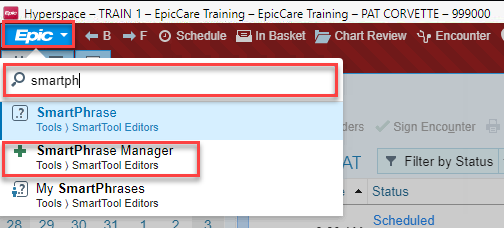 Epic Hyperspace – TRAIN 1 – EpicCare Training – EpicCare Training – PAT CORVETTE – 999000
Epic B F Schedule In Basket Chart Review Encounter
smartph
SmartPhrase
Tools ⟩ SmartTool Editors
SmartPhrase Manager
Tools ⟩ SmartTool Editors
My SmartPhrases
Tools ⟩ SmartTool Editors
ders Sign Encounter
AT Filter by Status
Status
Scheduled
28 29 30 31 1 2 3